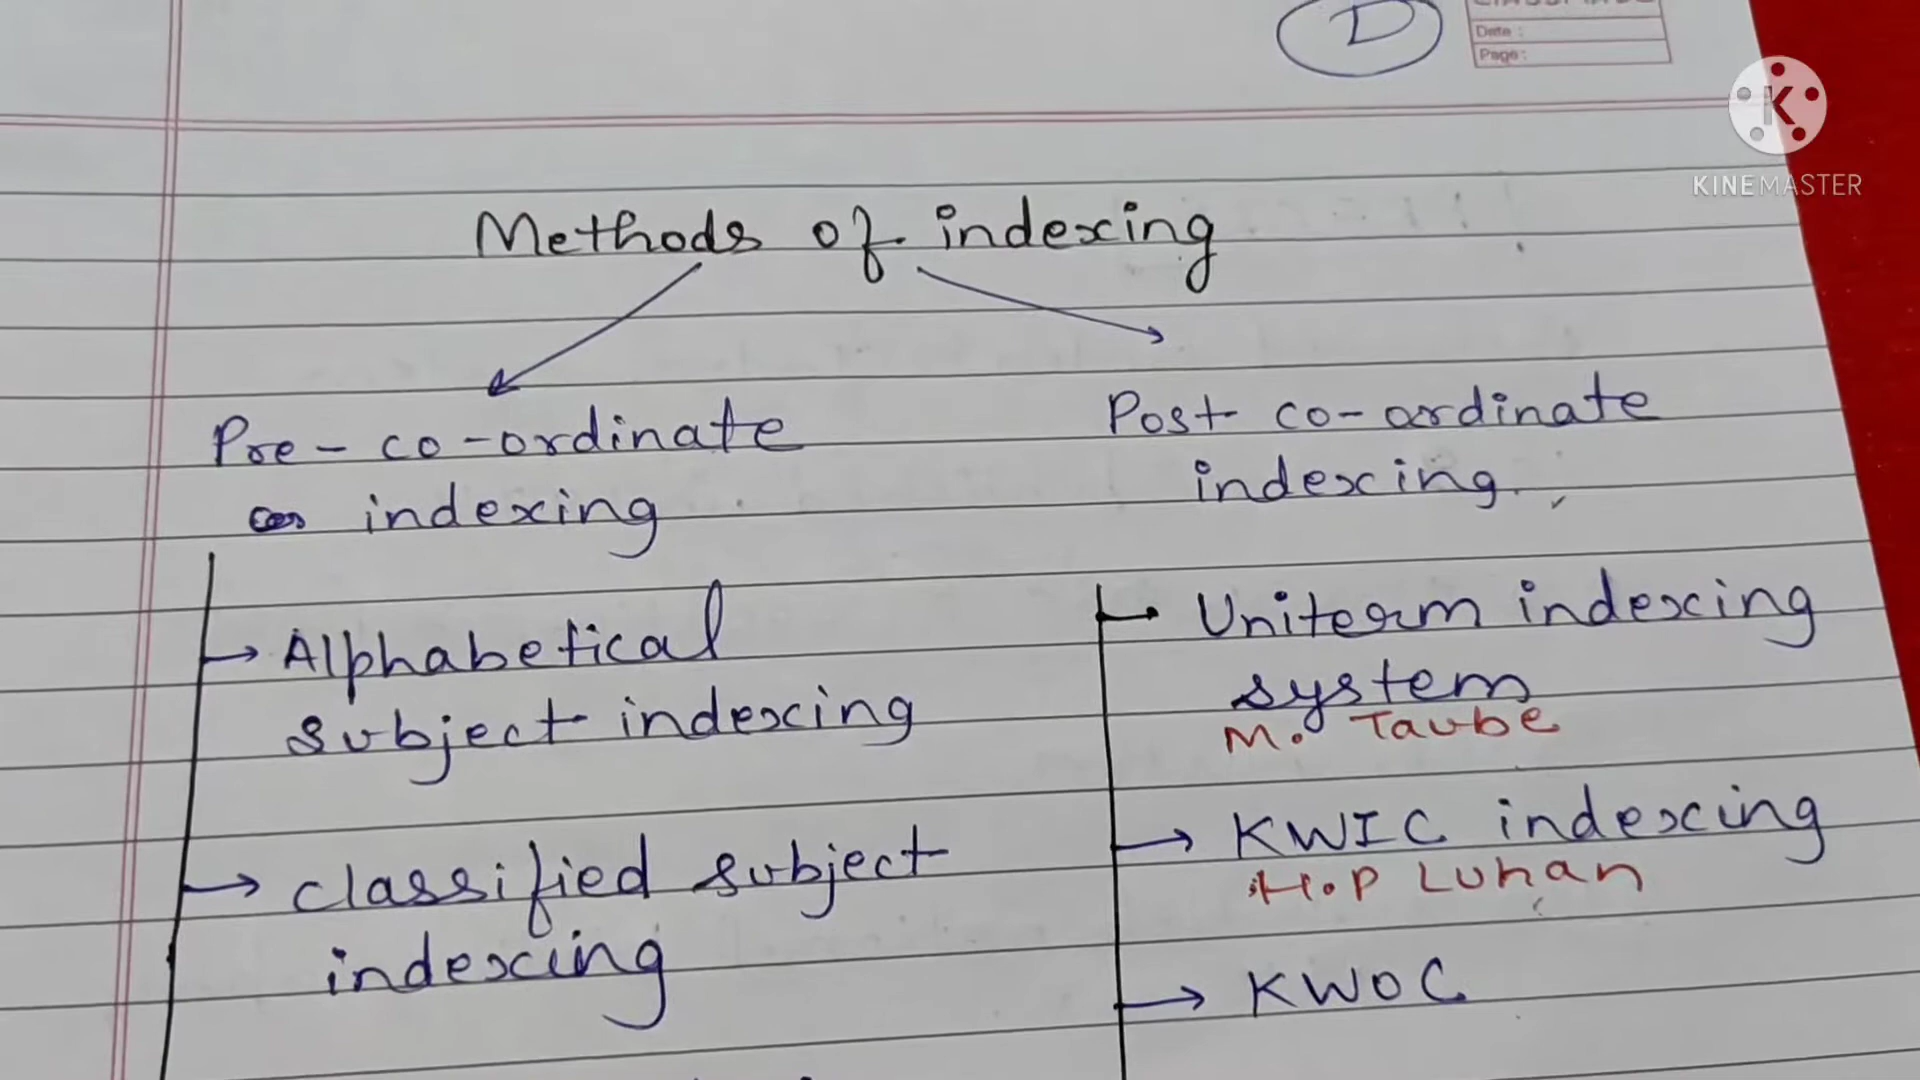 D
Date :
Page :
KINEMASTER
Methods of indexing
Pre-co-ordinate
indexing
Post co-ordinate
indexing
Alphabetical
subject indexing
classified subject
indexing
Uniterm indexing
system
M. Taube
KWIC indexing
H.P Luhan
KWOC